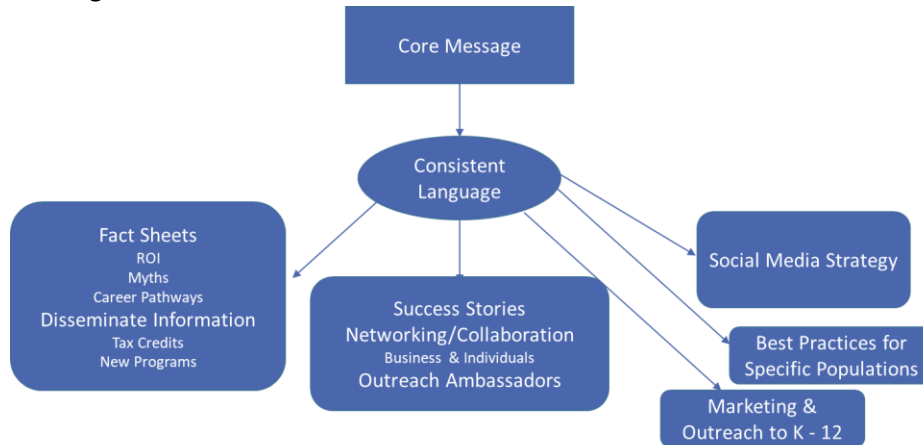 Core Message
Consistent
Language
Fact Sheets
ROI
Myths
Career Pathways
Disseminate Information
Tax Credits
New Programs
Success Stories
Networking/Collaboration
Business & Individuals
Outreach Ambassadors
Social Media Strategy
Best Practices for
Specific Populations
Marketing &
Outreach to K - 12